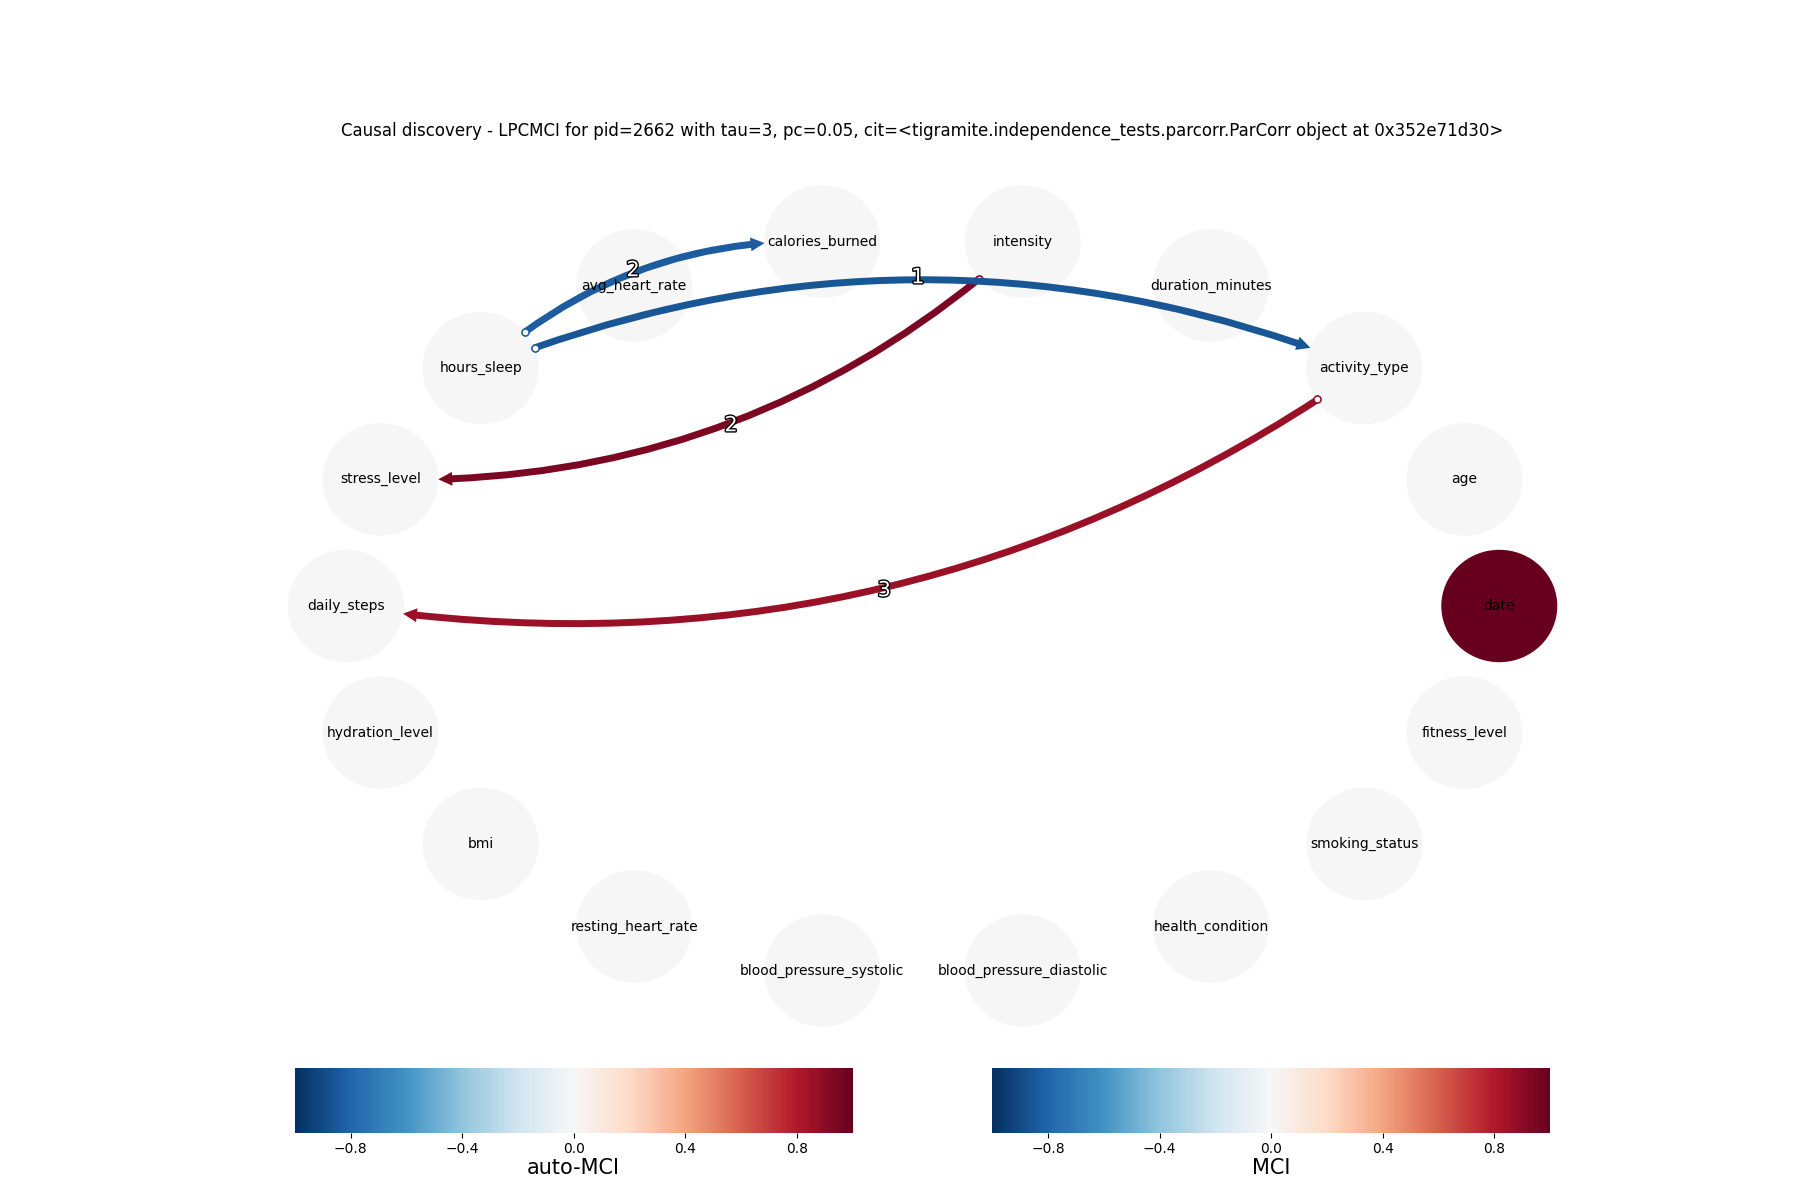 Causal discovery - LPCMCI for pid=2662 with tau=3, pc=0.05, cit=<tigramite.independence_tests.parcorr.ParCorr object at 0x352e71d30>
calories_burned
intensity
2
avg_heart_rate
1
duration_minutes
hours_sleep
activity_type
2
stress_level
age
3
daily_steps
date
hydration_level
fitness_level
bmi
smoking_status
resting_heart_rate
health_condition
blood_pressure_systolic
blood_pressure_diastolic
−0.8 −0.4 0.0 0.4 0.8
auto-MCI
−0.8 −0.4 0.0 0.4 0.8
MCI